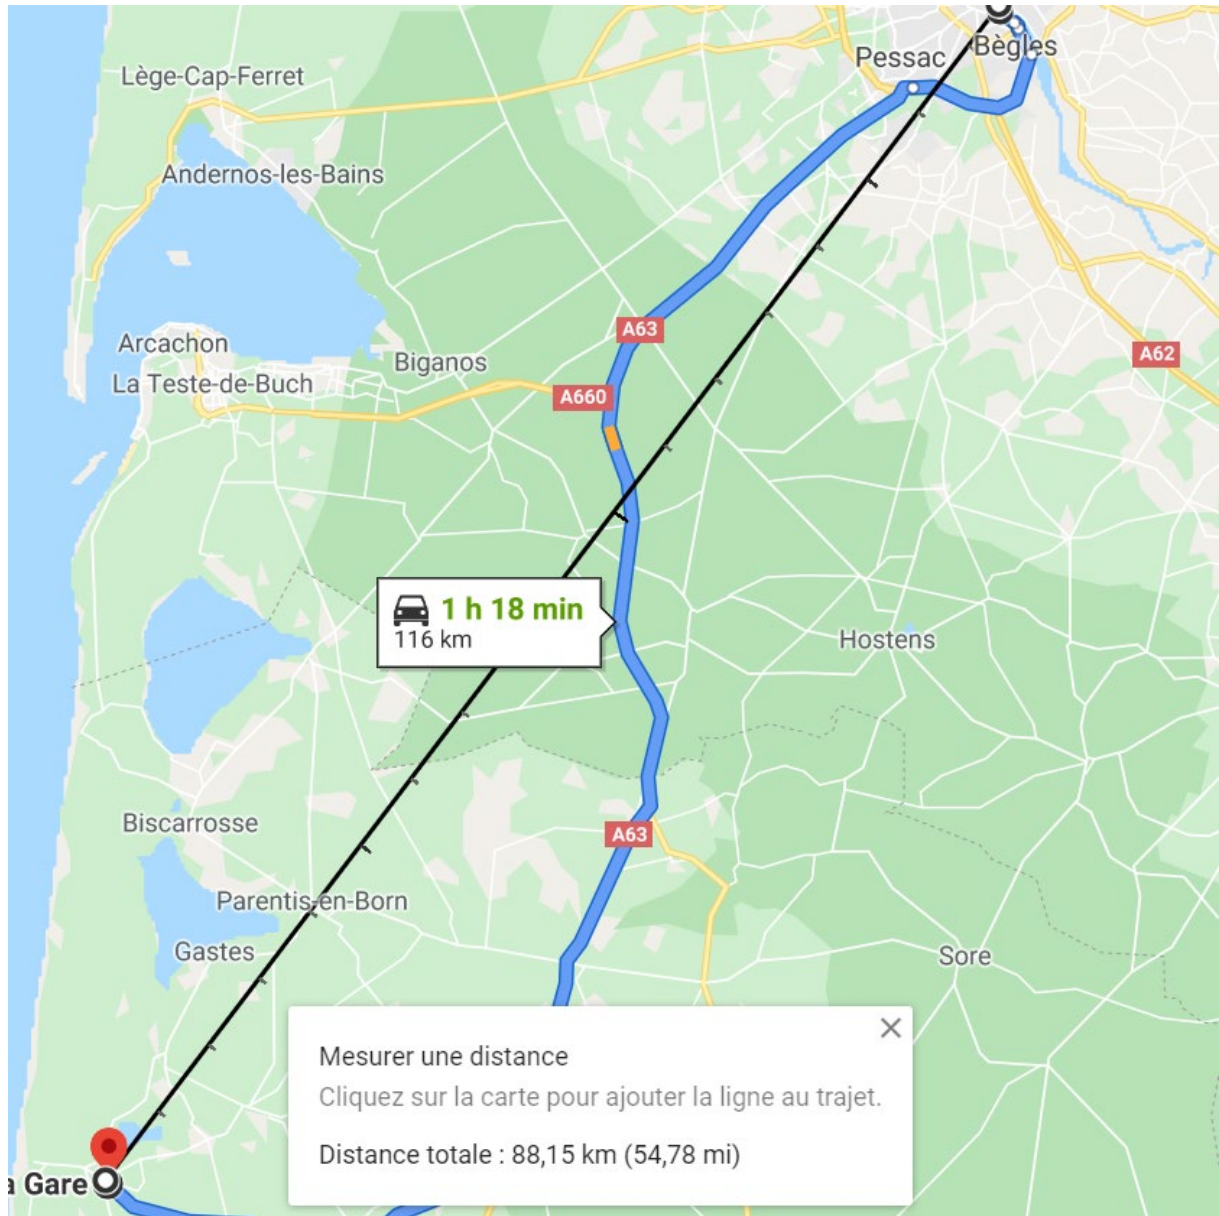 Pessac
Bègles
Lège-Cap-Ferret
Andernos-les-Bains
A63
Arcachon
Biganos
A62
La Teste-de-Buch
A660
1 h 18 min
116 km
Hostens
Biscarrosse
A63
Parentis-en-Born
Gastes
Sore
Mesurer une distance
Cliquez sur la carte pour ajouter la ligne au trajet.
Distance totale : 88,15 km (54,78 mi)
a Gare